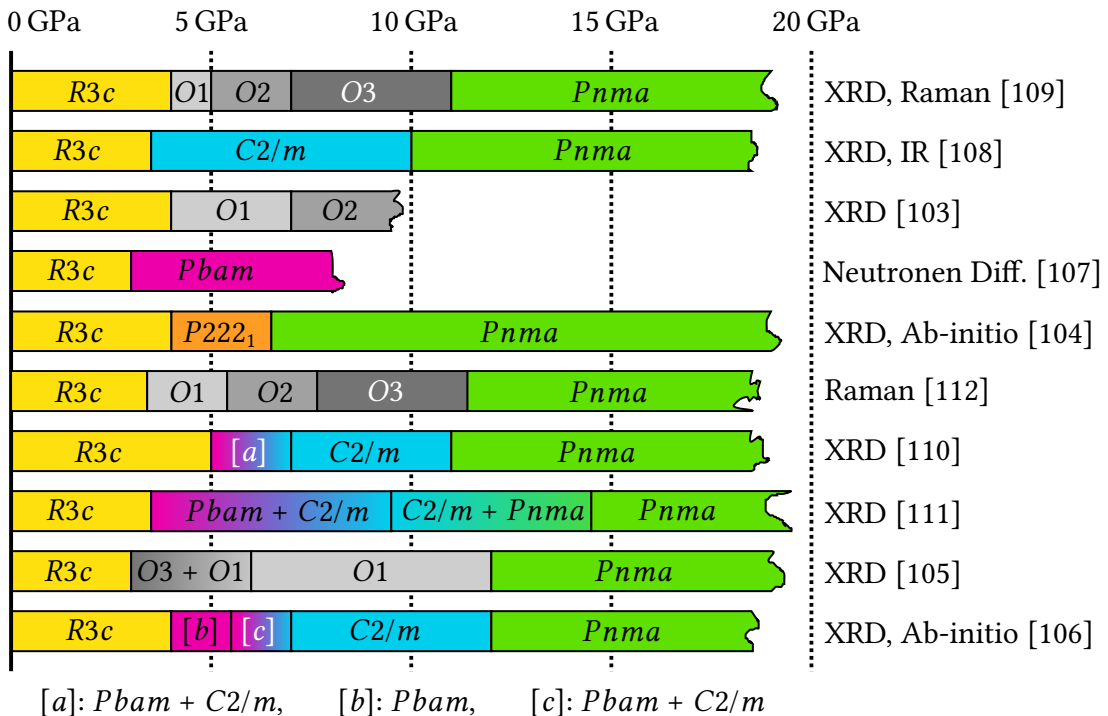 0 GPa 5 GPa 10 GPa 15 GPa 20 GPa
R3c O1 O2 O3 Pnma XRD, Raman [109]
R3c C2/m Pnma XRD, IR [108]
R3c O1 O2 XRD [103]
R3c Pbam Neutronen Diff. [107]
R3c P222₁ Pnma XRD, Ab-initio [104]
R3c O1 O2 O3 Pnma Raman [112]
R3c [a] C2/m Pnma XRD [110]
R3c Pbam + C2/m C2/m + Pnma Pnma XRD [111]
R3c O3 + O1 O1 Pnma XRD [105]
R3c [b] [c] C2/m Pnma XRD, Ab-initio [106]
[a]: Pbam + C2/m, [b]: Pbam, [c]: Pbam + C2/m